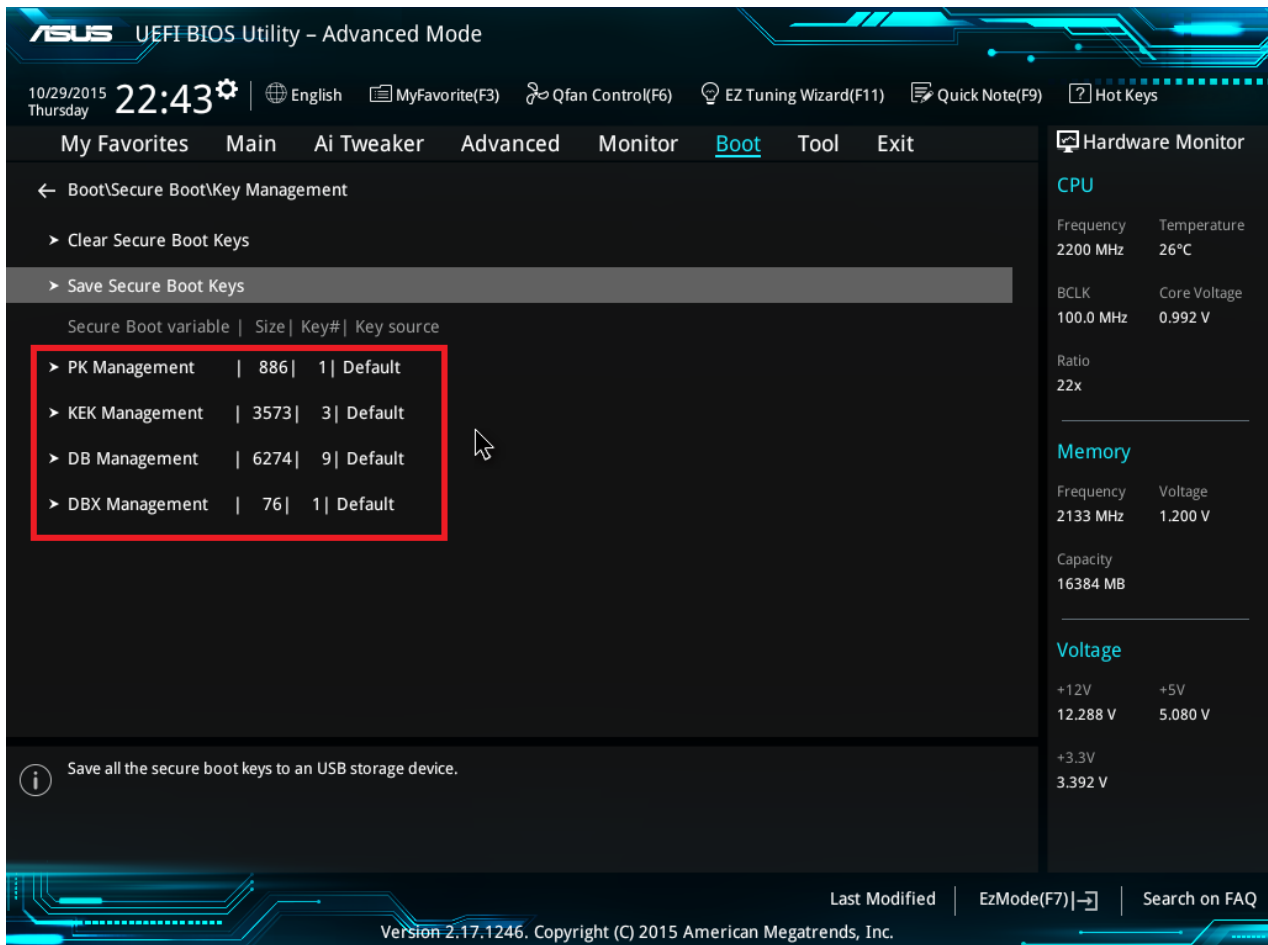 ASUS UEFI BIOS Utility – Advanced Mode
10/29/2015 Thursday 22:43 English MyFavorite(F3) Qfan Control(F6) EZ Tuning Wizard(F11) Quick Note(F9) ? Hot Keys
My Favorites Main Ai Tweaker Advanced Monitor Boot Tool Exit
Boot\Secure Boot\Key Management
Clear Secure Boot Keys
Save Secure Boot Keys
Secure Boot variable | Size| Key#| Key source
PK Management | 886| 1| Default
KEK Management | 3573| 3| Default
DB Management | 6274| 9| Default
DBX Management | 76| 1| Default
Save all the secure boot keys to an USB storage device.
Hardware Monitor
CPU
Frequency Temperature
2200 MHz 26°C
BCLK Core Voltage
100.0 MHz 0.992 V
Ratio
22x
Memory
Frequency Voltage
2133 MHz 1.200 V
Capacity
16384 MB
Voltage
+12V +5V
12.288 V 5.080 V
+3.3V
3.392 V
Last Modified EzMode(F7) Search on FAQ
Version 2.17.1246. Copyright (C) 2015 American Megatrends, Inc.